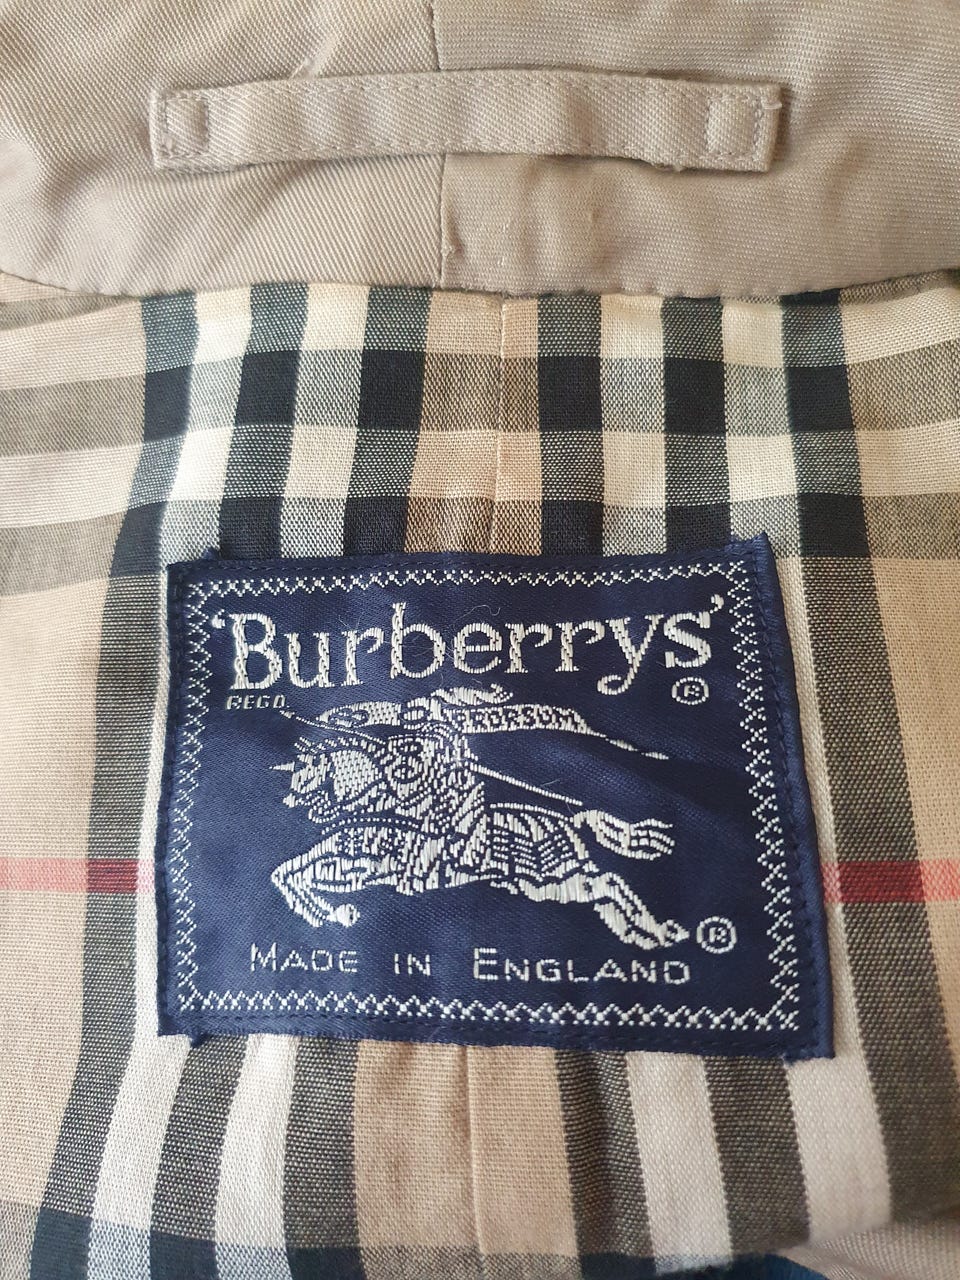 ‘Burberrys’
REGD. ®
PRORSUM
®
MADE IN ENGLAND